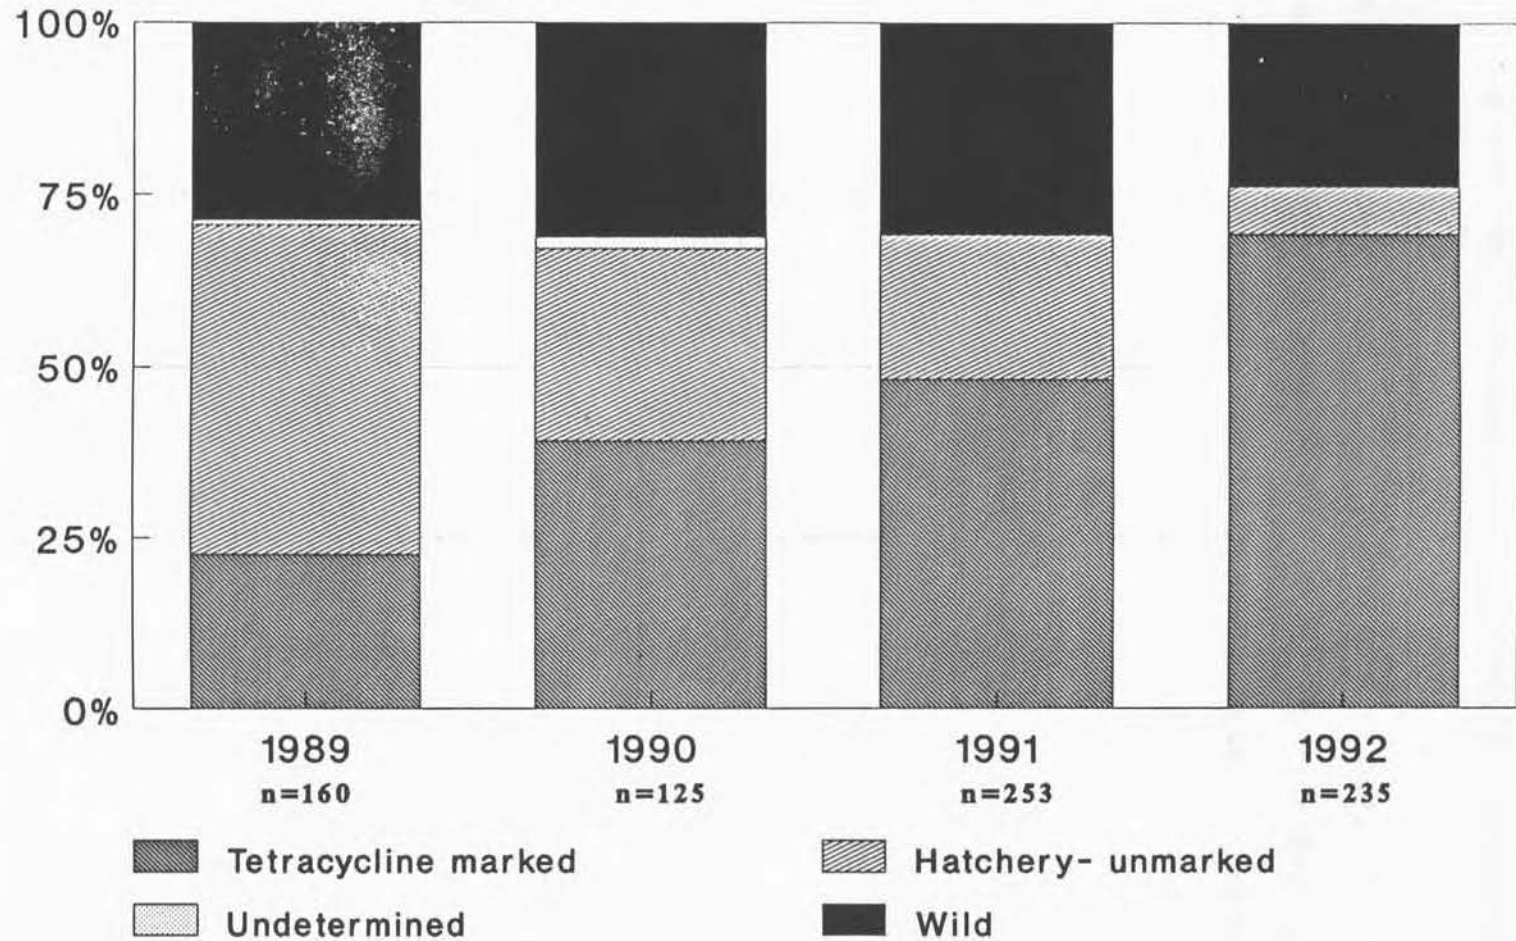 100%
75%
50%
25%
0%
1989 1990 1991 1992
n=160 n=125 n=253 n=235
Tetracycline marked Hatchery- unmarked
Undetermined Wild